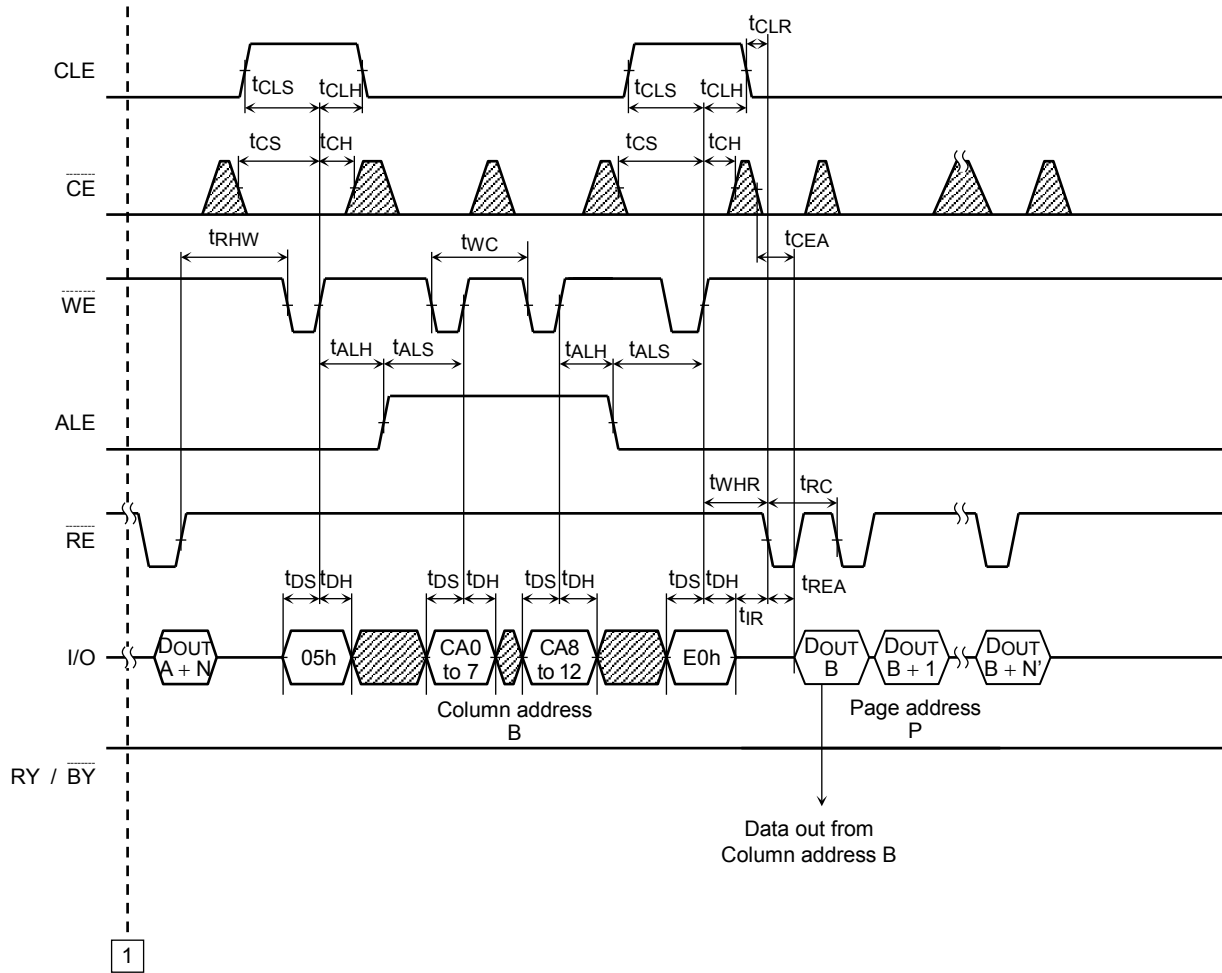 tCLR
CLE
tCLS tCLH tCLS tCLH
tCS tCH tCS tCH
CE
tCEA
tRHW tWC
WE
tALH tALS tALH tALS
ALE
tWHR tRC
RE
tDS tDH tDS tDH tDS tDH tDS tDH tREA
tIR
I/O
DOUT
A + N
05h
CA0
to 7
CA8
to 12
E0h
DOUT
B
DOUT
B + 1
DOUT
B + N’
Column address
B
Page address
P
RY / BY
Data out from
Column address B
1